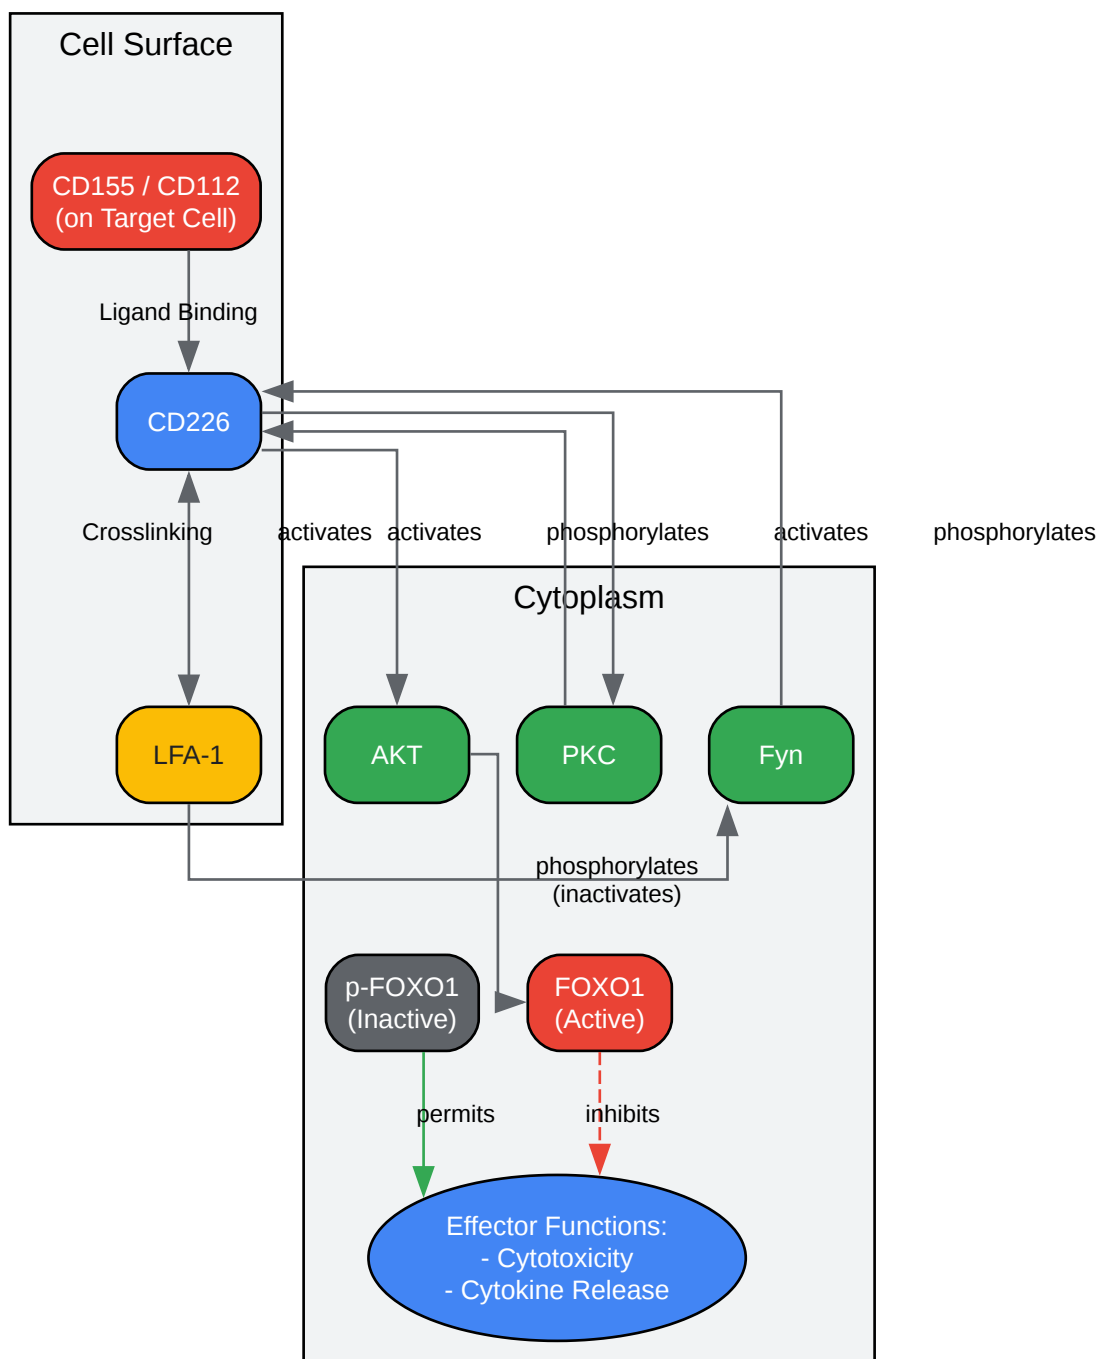 Cell Surface
CD155 / CD112
(on Target Cell)
Ligand Binding
CD226
Crosslinking
activates
activates
phosphorylates
activates
phosphorylates
Cytoplasm
LFA-1
AKT
PKC
Fyn
phosphorylates
(inactivates)
p-FOXO1
(Inactive)
FOXO1
(Active)
permits
inhibits
Effector Functions:
- Cytotoxicity
- Cytokine Release